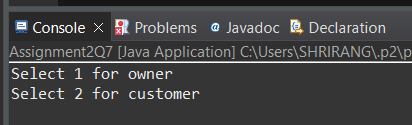 Console Problems Javadoc Declaration
Assignment2Q7 [Java Application] C:\Users\SHRIRANG\.p2\p
Select 1 for owner
Select 2 for customer